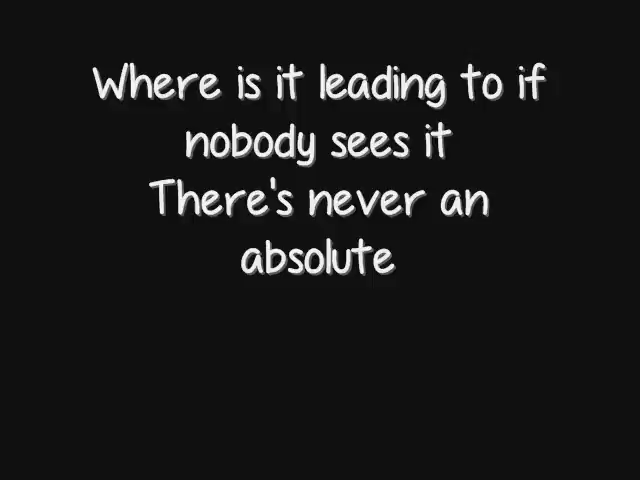 Where is it leading to if
nobody sees it
There's never an
absolute